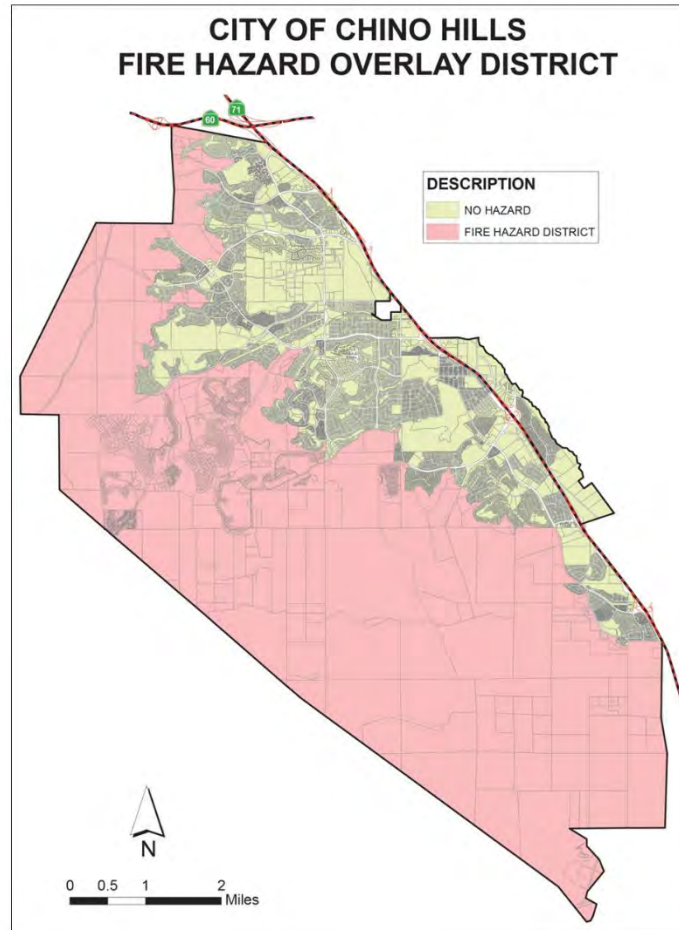 CITY OF CHINO HILLS
FIRE HAZARD OVERLAY DISTRICT
71
60
DESCRIPTION
NO HAZARD
FIRE HAZARD DISTRICT
N
0 0.5 1 2
Miles